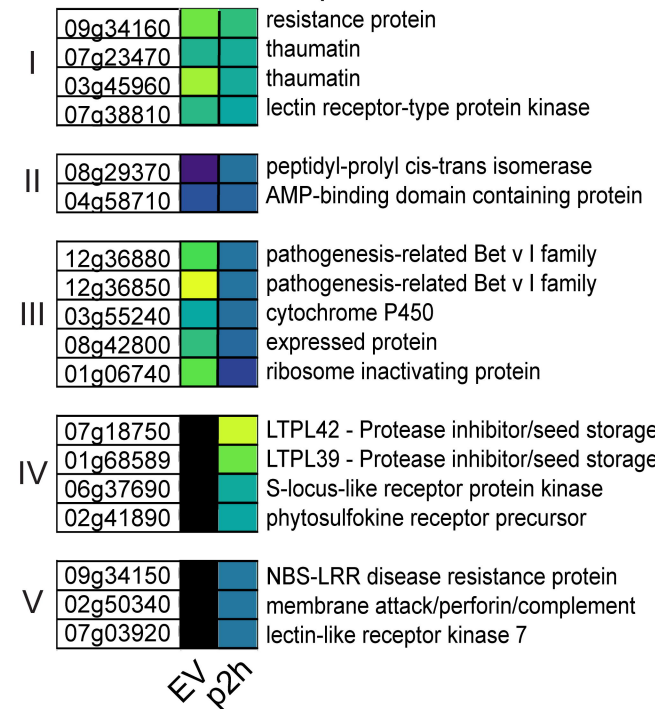 I
09g34160 resistance protein
07g23470 thaumatin
03g45960 thaumatin
07g38810 lectin receptor-type protein kinase
II
08g29370 peptidyl-prolyl cis-trans isomerase
04g58710 AMP-binding domain containing protein
III
12g36880 pathogenesis-related Bet v I family
12g36850 pathogenesis-related Bet v I family
03g55240 cytochrome P450
08g42800 expressed protein
01g06740 ribosome inactivating protein
IV
07g18750 LTPL42 - Protease inhibitor/seed storage
01g68589 LTPL39 - Protease inhibitor/seed storage
06g37690 S-locus-like receptor protein kinase
02g41890 phytosulfokine receptor precursor
V
09g34150 NBS-LRR disease resistance protein
02g50340 membrane attack/perforin/complement
07g03920 lectin-like receptor kinase 7
EV p2h